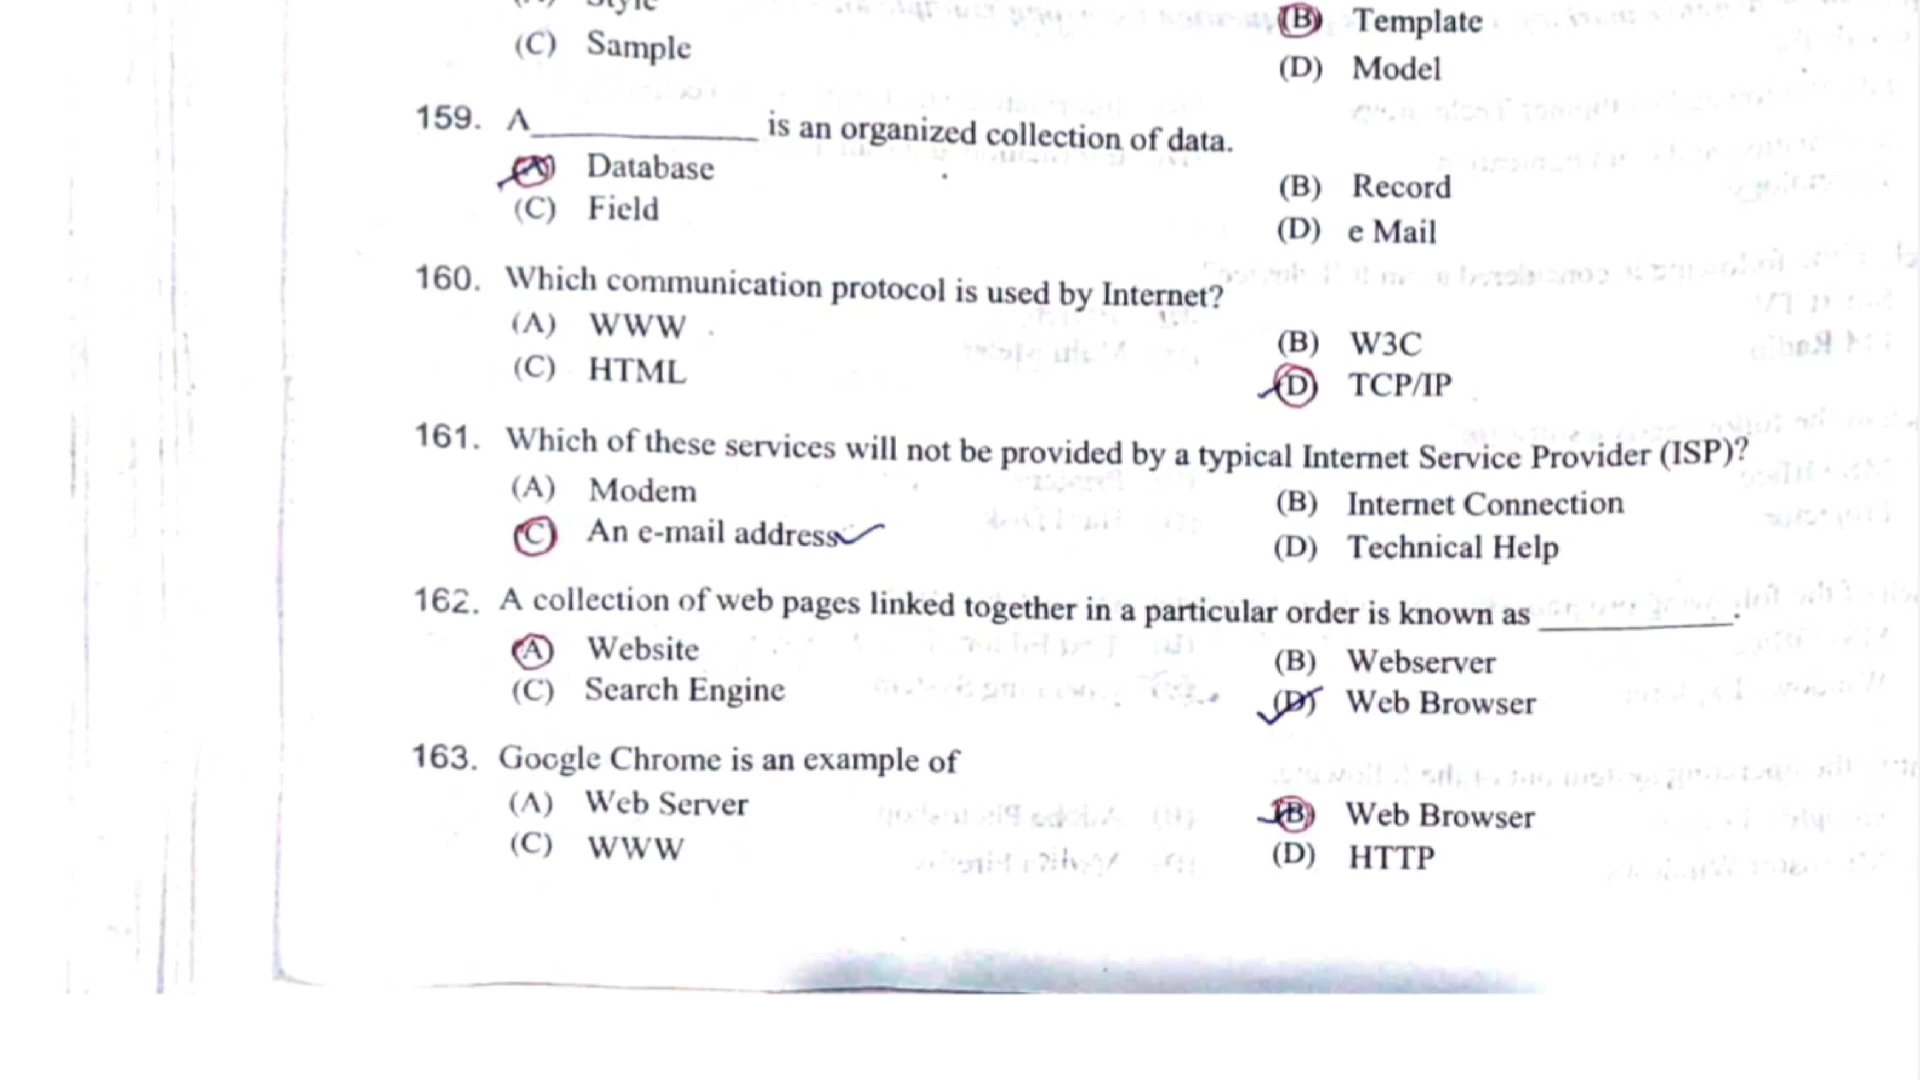 Style
(B) Template
(C) Sample
(D) Model
159. A____________ is an organized collection of data.
(A) Database
(B) Record
(C) Field
(D) e Mail
160. Which communication protocol is used by Internet?
(A) WWW
(B) W3C
(C) HTML
(D) TCP/IP
161. Which of these services will not be provided by a typical Internet Service Provider (ISP)?
(A) Modem
(B) Internet Connection
(C) An e-mail address
(D) Technical Help
162. A collection of web pages linked together in a particular order is known as __________.
(A) Website
(B) Webserver
(C) Search Engine
(D) Web Browser
163. Google Chrome is an example of
(A) Web Server
(B) Web Browser
(C) WWW
(D) HTTP